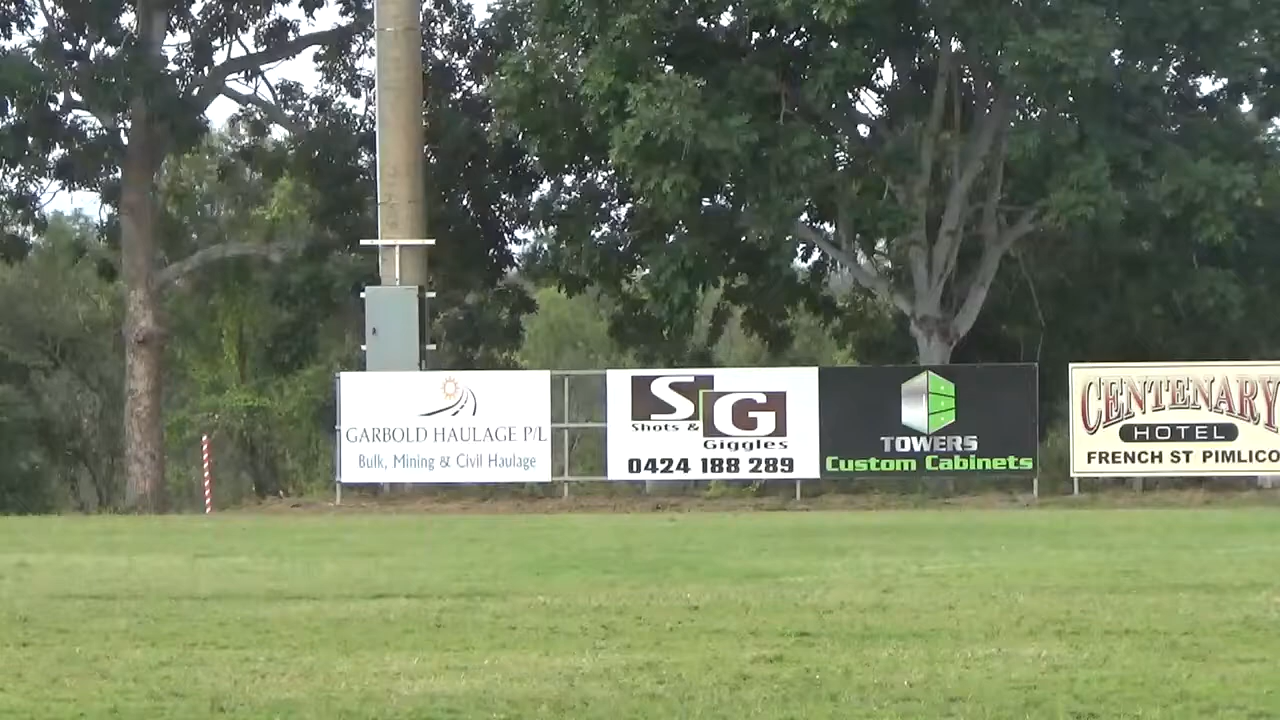 GARBOLD HAULAGE P/L
Bulk, Mining & Civil Haulage
S G
Shots &
Giggles
0424 188 289
TOWERS
Custom Cabinets
CENTENARY
HOTEL
FRENCH ST PIMLICO